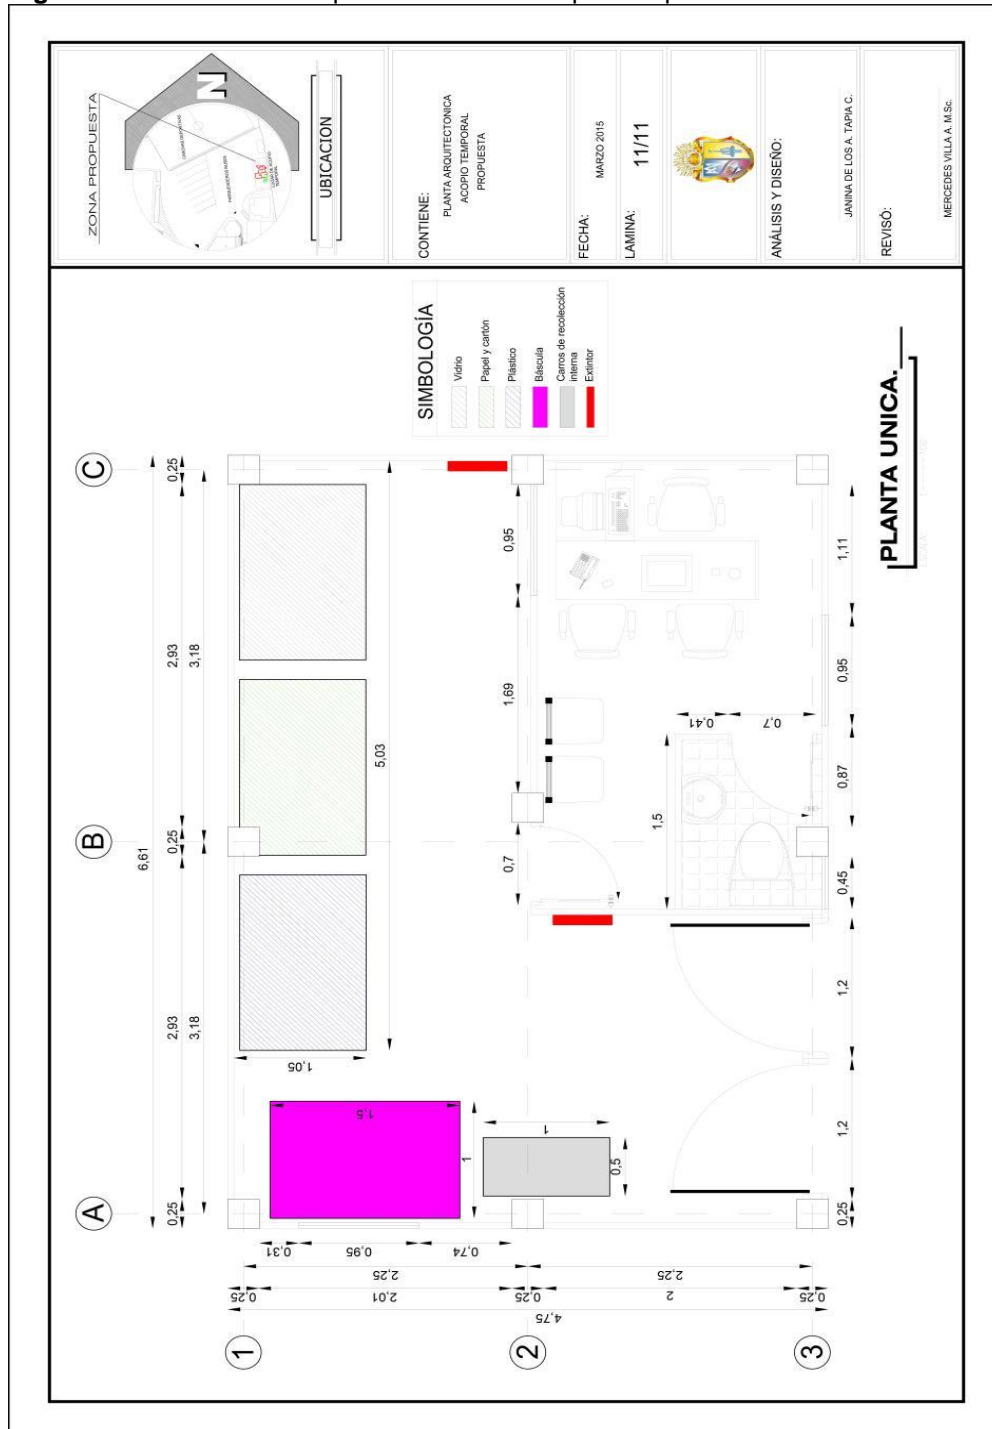 ZONA PROPUESTA
N
UBICACION
CONTIENE:
PLANTA ARQUITECTONICA
ACOPIO TEMPORAL
PROPUESTA
FECHA:
MARZO 2015
LAMINA:
11/11
ANÁLISIS Y DISEÑO:
JANINA DE LOS A. TAPIA C.
REVISÓ:
MERCEDES VILLA A. M.Sc.
SIMBOLOGÍA
Vidrio
Papel y cartón
Plástico
Báscula
Carros de recolección
interna
Extintor
PLANTA UNICA.
A
B
C
6,61
0,25
2,93
0,25
2,93
0,25
3,18
3,18
5,03
1,05
1,5
1
1
0,5
0,7
1,69
0,95
1,5
0,41
0,7
0,25
1,2
1,2
0,45
0,87
0,95
1,11
0,31
0,95
0,74
2,25
2,25
0,25
2,01
0,25
2
0,25
4,75
1
2
3